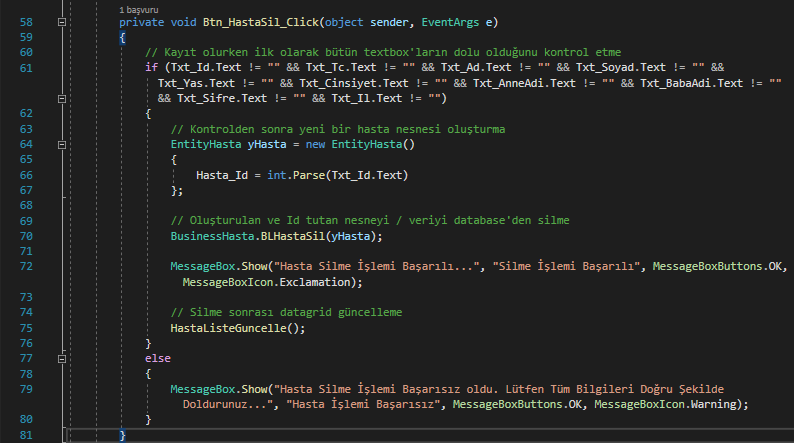 1 başvuru
58 private void Btn_HastaSil_Click(object sender, EventArgs e)
59 {
60 // Kayıt olurken ilk olarak bütün textbox'ların dolu olduğunu kontrol etme
61 if (Txt_Id.Text != "" && Txt_Tc.Text != "" && Txt_Ad.Text != "" && Txt_Soyad.Text != "" &&
Txt_Yas.Text != "" && Txt_Cinsiyet.Text != "" && Txt_AnneAdi.Text != "" && Txt_BabaAdi.Text != ""
&& Txt_Sifre.Text != "" && Txt_Il.Text != "")
62 {
63 // Kontrolden sonra yeni bir hasta nesnesi oluşturma
64 EntityHasta yHasta = new EntityHasta()
65 {
66 Hasta_Id = int.Parse(Txt_Id.Text)
67 };
68
69 // Oluşturulan ve Id tutan nesneyi / veriyi database'den silme
70 BusinessHasta.BLHastaSil(yHasta);
71
72 MessageBox.Show("Hasta Silme İşlemi Başarılı...", "Silme İşlemi Başarılı", MessageBoxButtons.OK,
MessageBoxIcon.Exclamation);
73
74 // Silme sonrası datagrid güncelleme
75 HastaListeGuncelle();
76 }
77 else
78 {
79 MessageBox.Show("Hasta Silme İşlemi Başarısız oldu. Lütfen Tüm Bilgileri Doğru Şekilde
Doldurunuz...", "Hasta İşlemi Başarısız", MessageBoxButtons.OK, MessageBoxIcon.Warning);
80 }
81 }